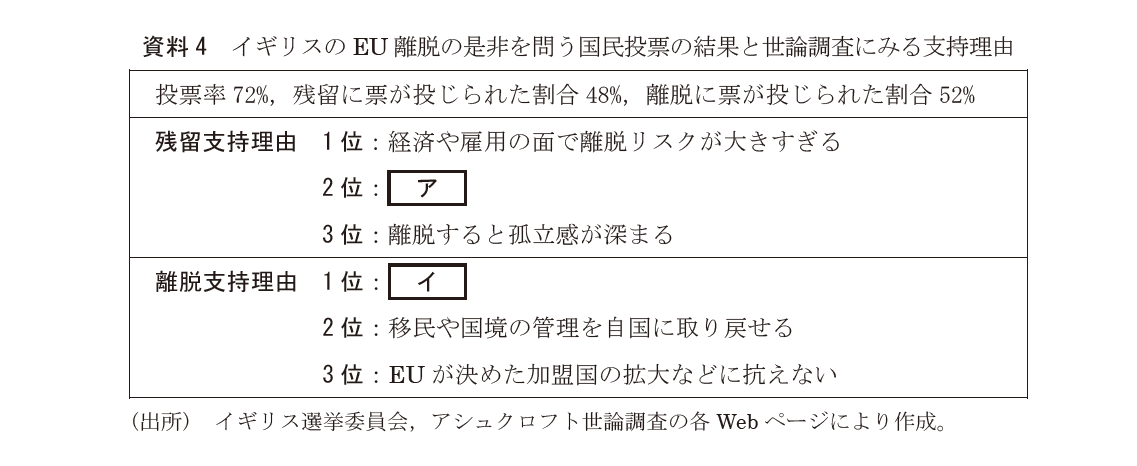 資料4 イギリスの EU 離脱の是非を問う国民投票の結果と世論調査にみる支持理由
投票率 72%,残留に票が投じられた割合 48%,離脱に票が投じられた割合 52%
残留支持理由 1位:経済や雇用の面で離脱リスクが大きすぎる
2位:ア
3位:離脱すると孤立感が深まる
離脱支持理由 1位:イ
2位:移民や国境の管理を自国に取り戻せる
3位:EU が決めた加盟国の拡大などに抗えない
(出所) イギリス選挙委員会,アシュクロフト世論調査の各 Web ページにより作成。